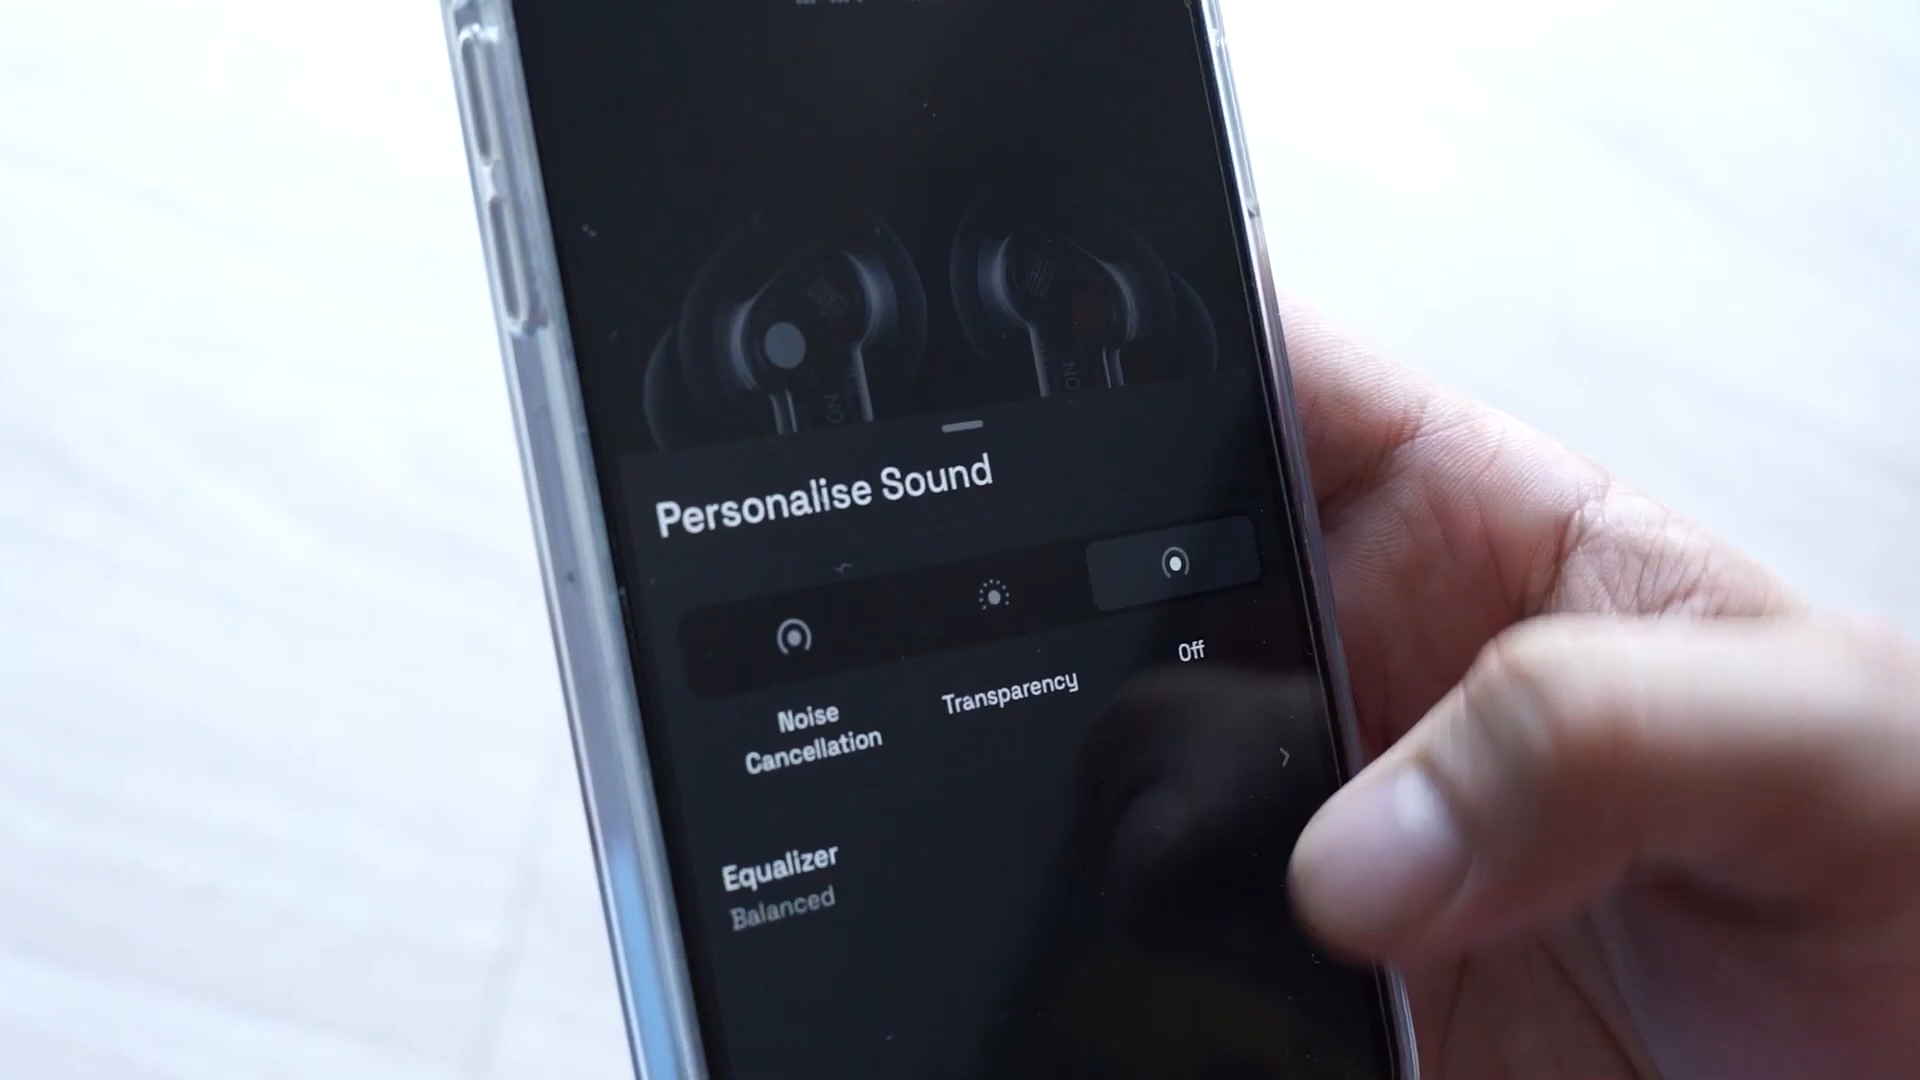 Personalise Sound
Noise
Cancellation
Transparency
Off
Equalizer
Balanced